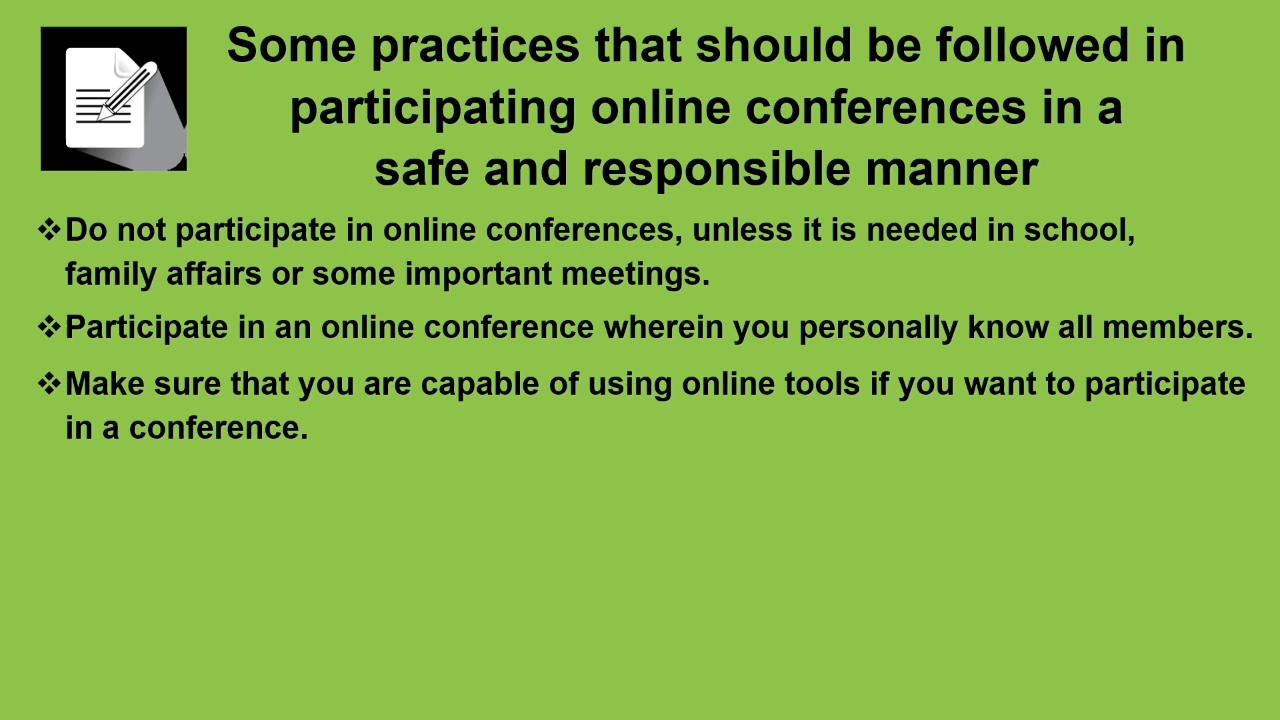 Some practices that should be followed in
participating online conferences in a
safe and responsible manner
❖Do not participate in online conferences, unless it is needed in school,
family affairs or some important meetings.
❖Participate in an online conference wherein you personally know all members.
❖Make sure that you are capable of using online tools if you want to participate
in a conference.